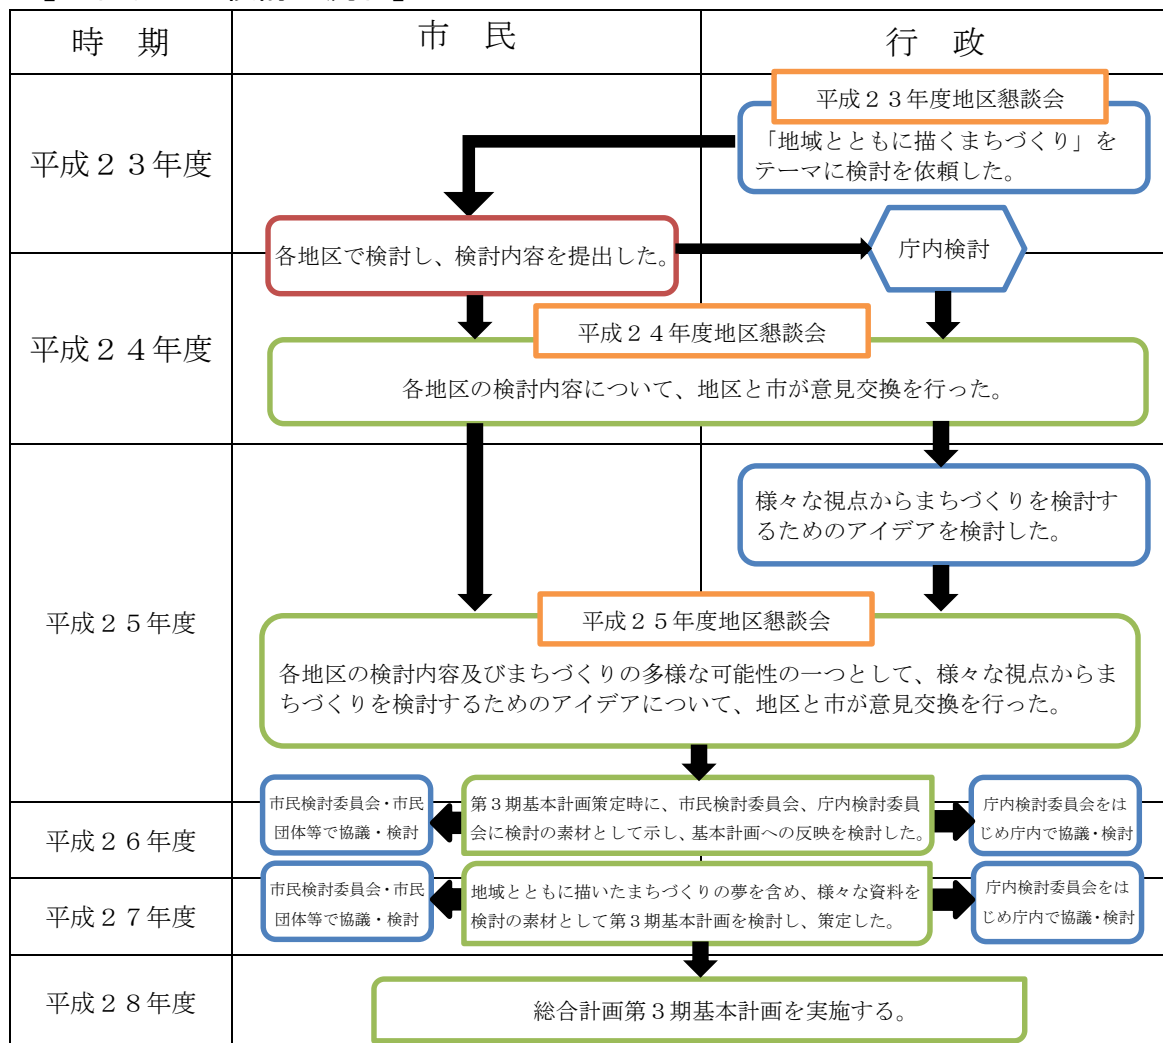 時　期
市　民
行　政
平成２３年度
平成２３年度地区懇談会
「地域とともに描くまちづくり」を
テーマに検討を依頼した。
各地区で検討し、検討内容を提出した。
庁内検討
平成２４年度
平成２４年度地区懇談会
各地区の検討内容について、地区と市が意見交換を行った。
様々な視点からまちづくりを検討す
るためのアイデアを検討した。
平成２５年度
平成２５年度地区懇談会
各地区の検討内容及びまちづくりの多様な可能性の一つとして、様々な視点からま
ちづくりを検討するためのアイデアについて、地区と市が意見交換を行った。
平成２６年度
市民検討委員会・市民
団体等で協議・検討
第３期基本計画策定時に、市民検討委員会、庁内検討委員
会に検討の素材として示し、基本計画への反映を検討した。
庁内検討委員会をは
じめ庁内で協議・検討
平成２７年度
市民検討委員会・市民
団体等で協議・検討
地域とともに描いたまちづくりの夢を含め、様々な資料を
検討の素材として第３期基本計画を検討し、策定した。
庁内検討委員会をは
じめ庁内で協議・検討
平成２８年度
総合計画第３期基本計画を実施する。